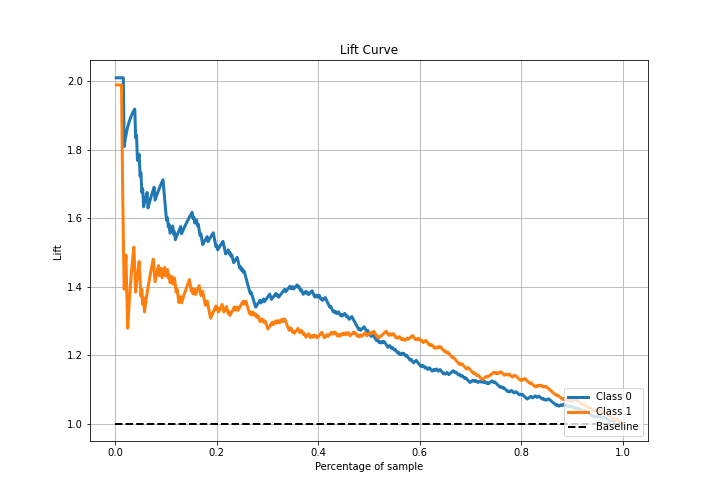 Lift Curve
Lift
2.0
1.8
1.6
1.4
1.2
1.0
0.0
0.2
0.4
0.6
0.8
1.0
Percentage of sample
Class 0
Class 1
Baseline